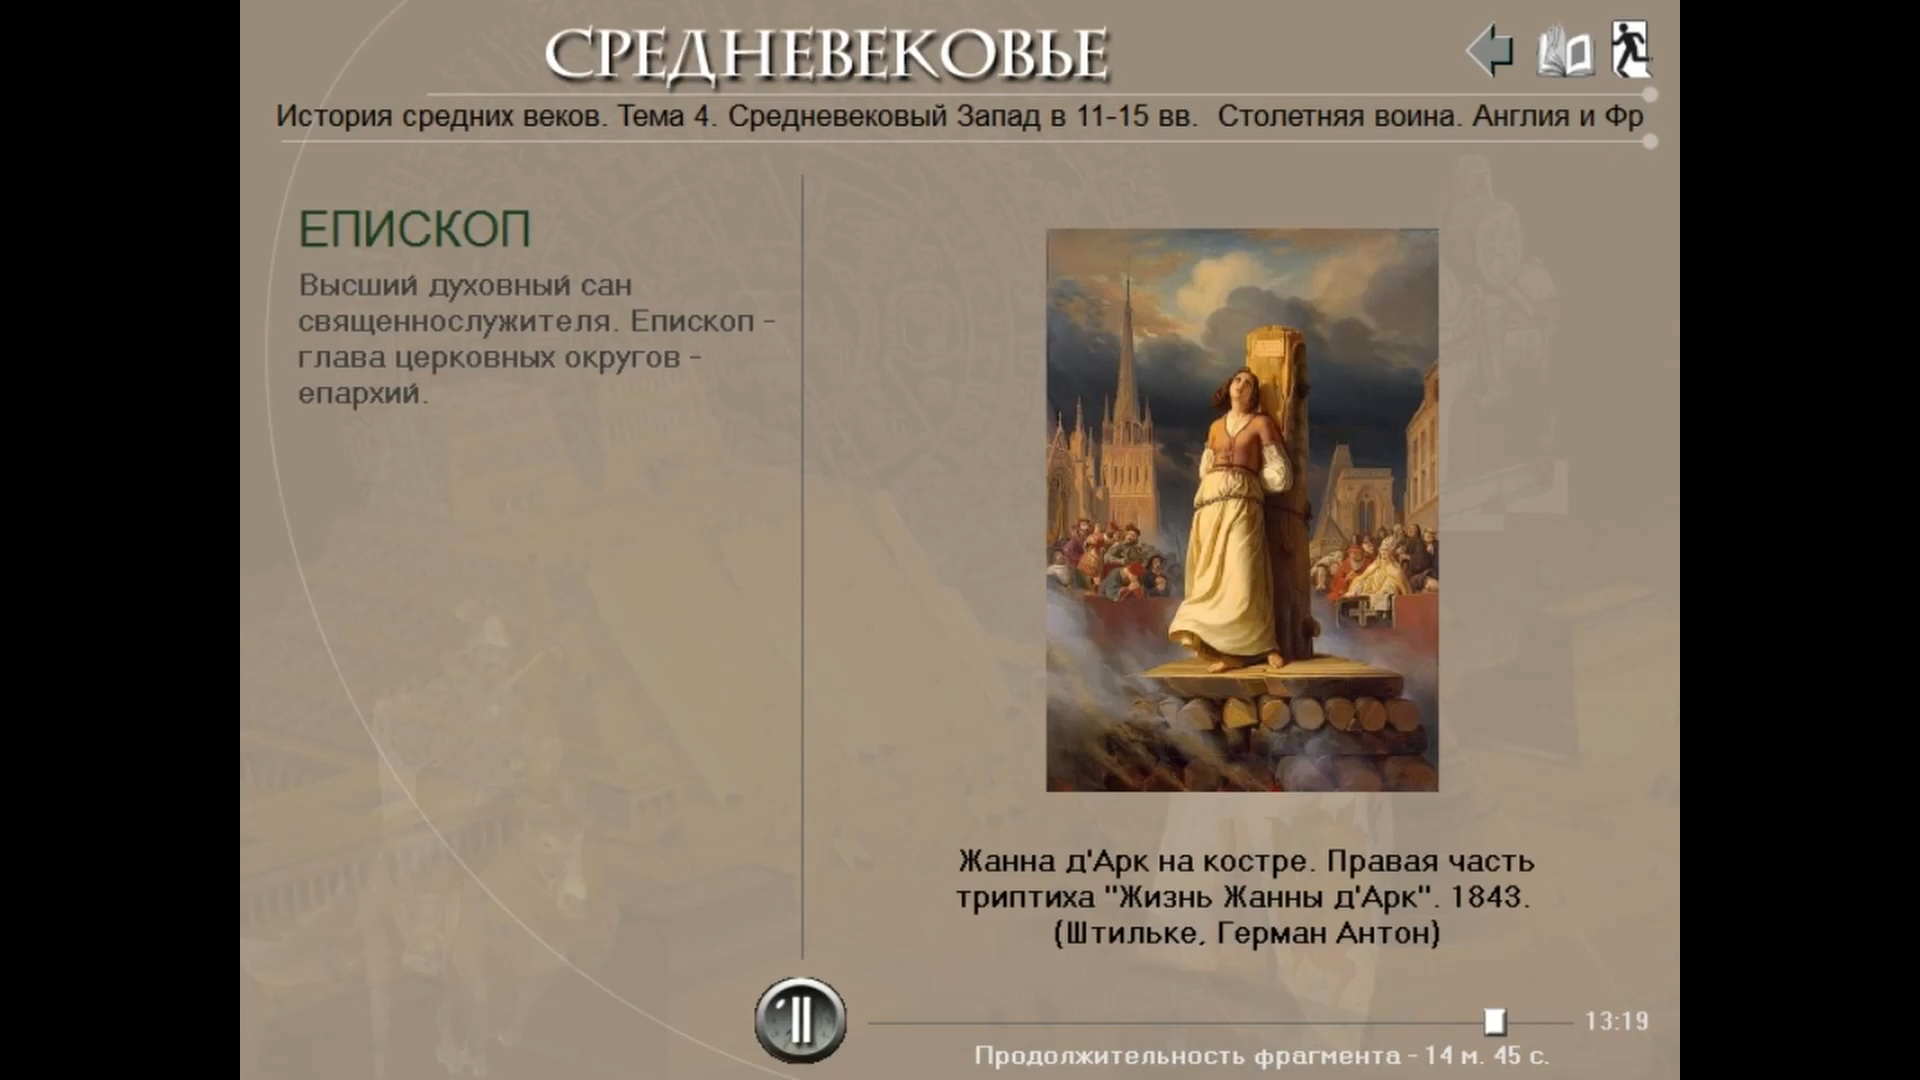 СРЕДНЕВЕКОВЬЕ
История средних веков. Тема 4. Средневековый Запад в 11-15 вв. Столетняя воина. Англия и Фр
ЕПИСКОП
Высший духовный сан
священнослужителя. Епископ -
глава церковных округов -
епархий.
Жанна д'Арк на костре. Правая часть
триптиха "Жизнь Жанны д'Арк". 1843.
(Штильке, Герман Антон)
13:19
Продолжительность фрагмента - 14 м. 45 с.